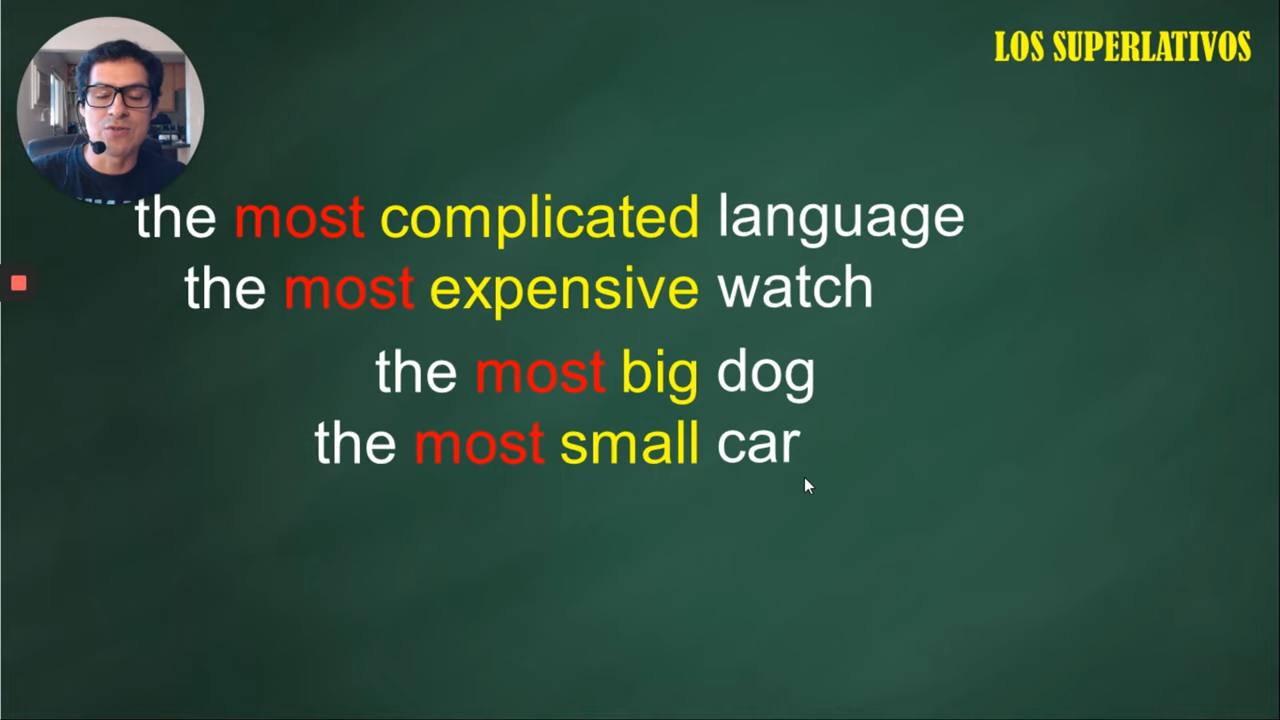 LOS SUPERLATIVOS
the most complicated language
the most expensive watch
the most big dog
the most small car